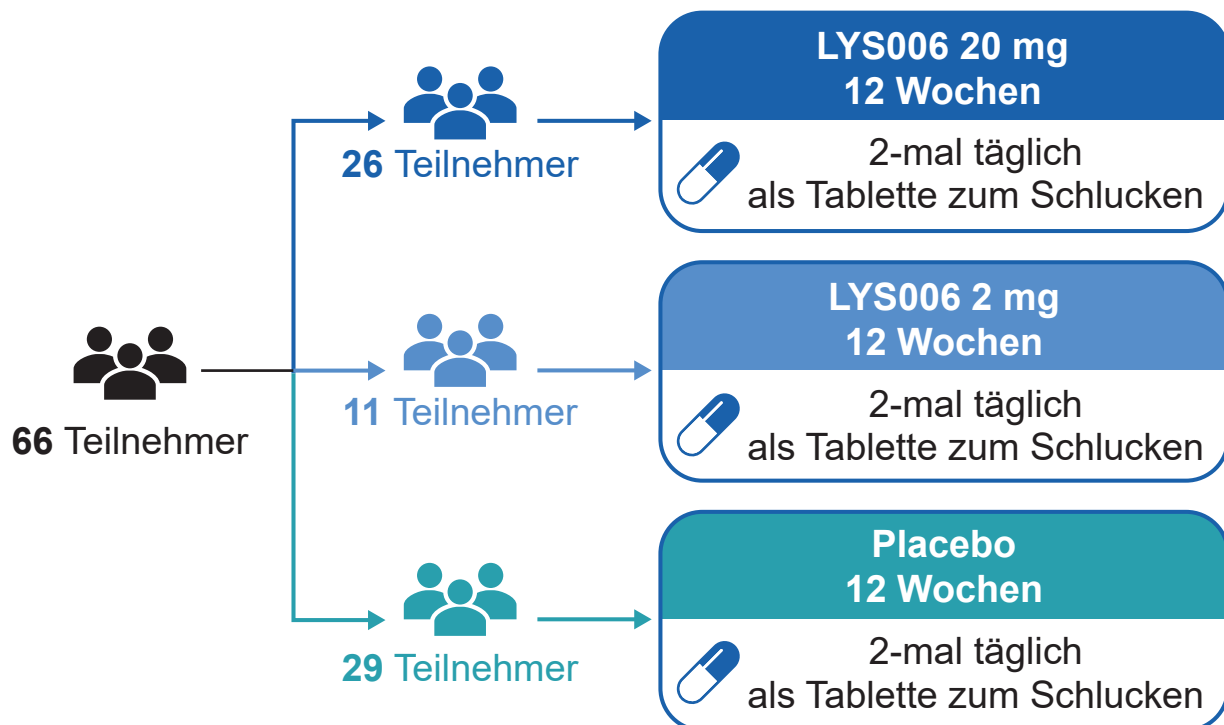 66 Teilnehmer
26 Teilnehmer
LYS006 20 mg
12 Wochen
2-mal täglich
als Tablette zum Schlucken
11 Teilnehmer
LYS006 2 mg
12 Wochen
2-mal täglich
als Tablette zum Schlucken
29 Teilnehmer
Placebo
12 Wochen
2-mal täglich
als Tablette zum Schlucken